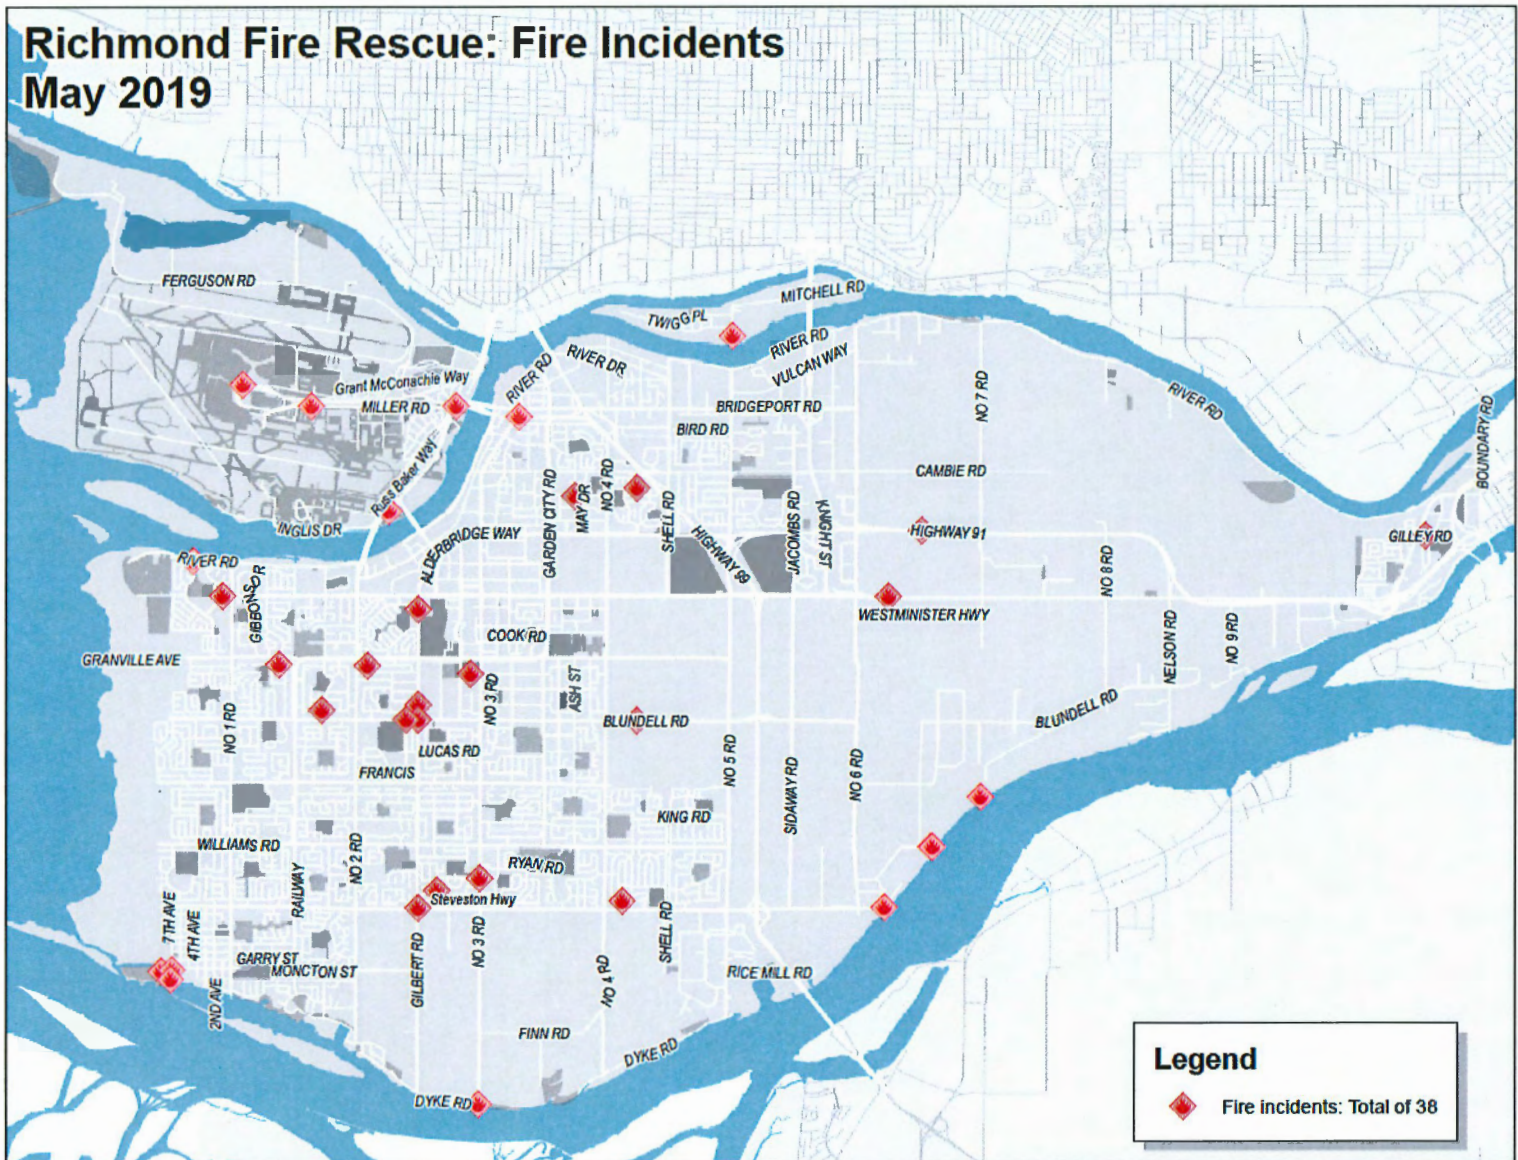 Richmond Fire Rescue: Fire Incidents
May 2019
FERGUSON RD
MITCHELL RD
TWIGG PL
RIVER RD
VULCAN WAY
RIVER DR
RIVER RD
Grant McConachie Way
MILLER RD
BRIDGEPORT RD
BIRD RD
NO 7 RD
RIVER RD
BOUNDARY RD
Russ Baker Way
CAMBIE RD
GARDEN CITY RD
MAY DR
NO 4 RD
SHELL RD
JACOMBS RD
KNIGHT ST
INGLIS DR
ALDERBRIDGE WAY
HIGHWAY 99
HIGHWAY 91
GILLEY RD
RIVER RD
GIBBONS DR
NO 8 RD
WESTMINISTER HWY
COOK RD
NELSON RD
NO 9 RD
GRANVILLE AVE
ASH ST
NO 3 RD
NO 1 RD
BLUNDELL RD
BLUNDELL RD
LUCAS RD
FRANCIS
NO 5 RD
SIDAWAY RD
NO 6 RD
KING RD
WILLIAMS RD
NO 2 RD
RYAN RD
RAILWAY
Steveston Hwy
7TH AVE
4TH AVE
GILBERT RD
NO 3 RD
SHELL RD
GARRY ST
MONCTON ST
2ND AVE
NO 4 RD
RICE MILL RD
FINN RD
DYKE RD
DYKE RD
Legend
Fire incidents: Total of 38